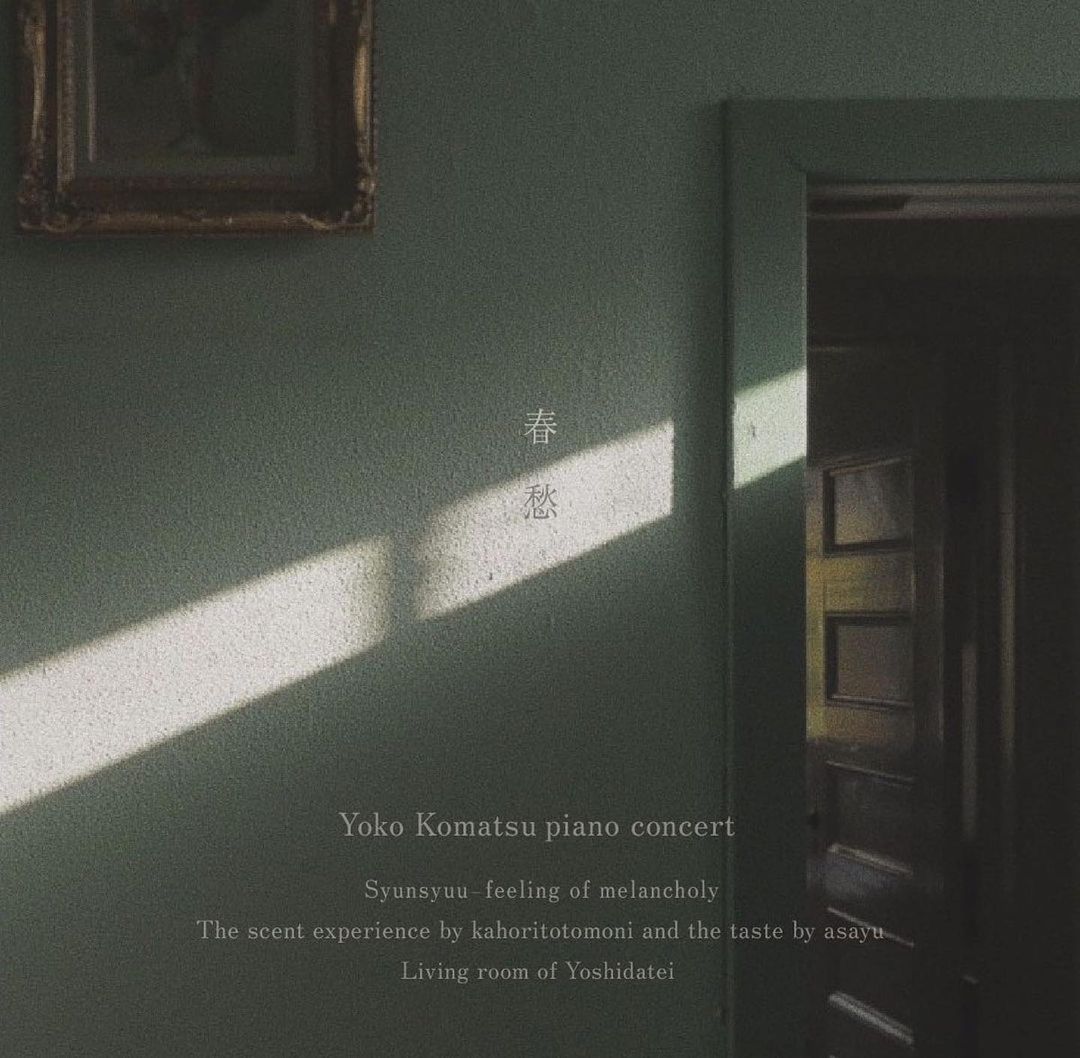 春
愁
Yoko Komatsu piano concert
Syunsyuu–feeling of melancholy
The scent experience by kahoritotomoni and the taste by asayu
Living room of Yoshidatei